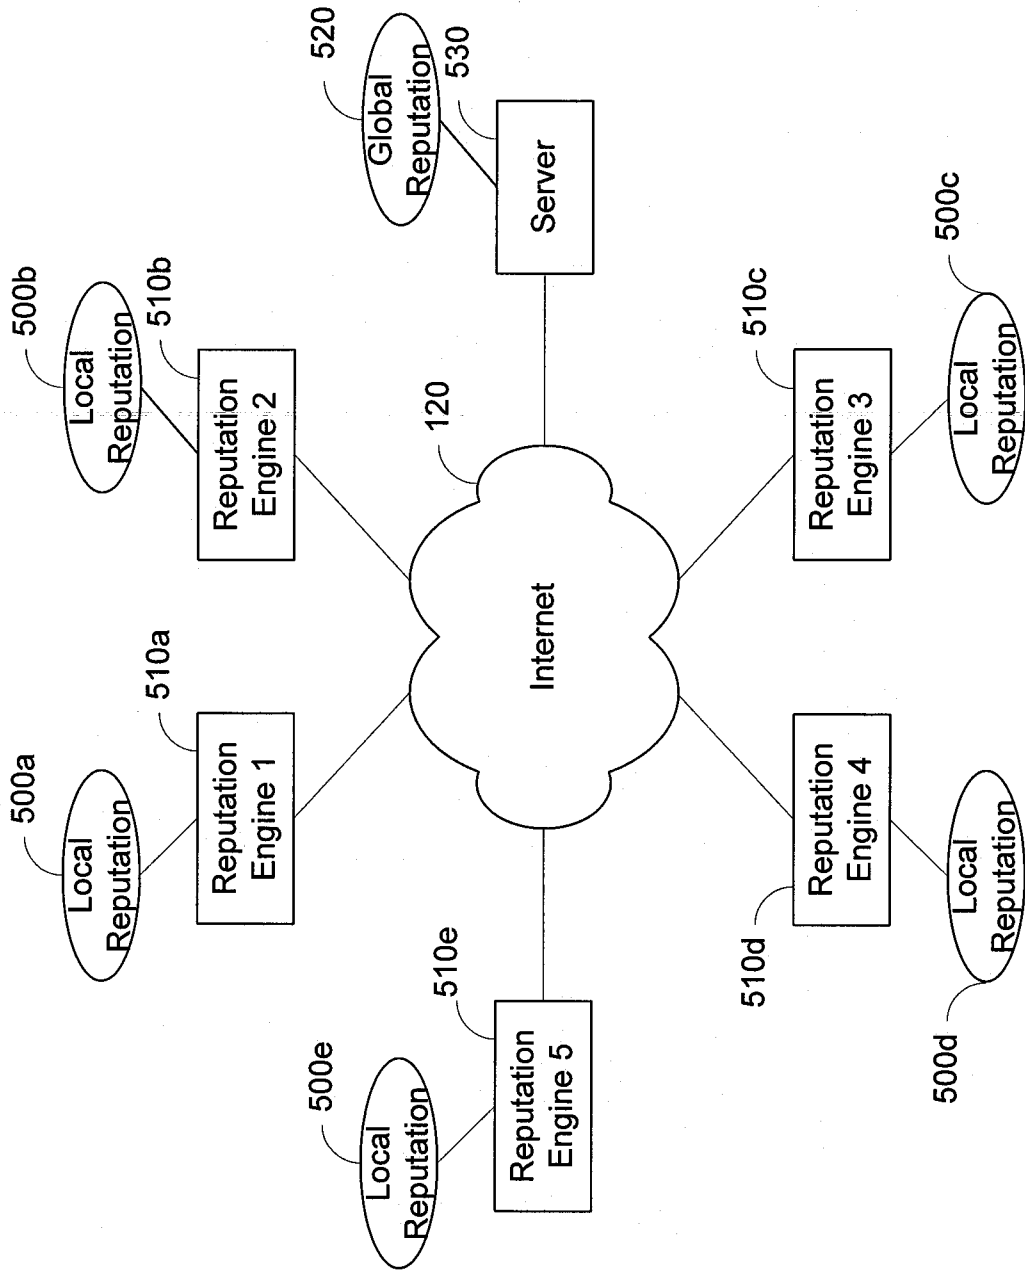 500a
Local
Reputation
510a
Reputation
Engine 1
500b
Local
Reputation
510b
Reputation
Engine 2
500e
Local
Reputation
510e
Reputation
Engine 5
120
Internet
520
Global
Reputation
530
Server
510d
Reputation
Engine 4
500d
Local
Reputation
510c
Reputation
Engine 3
500c
Local
Reputation